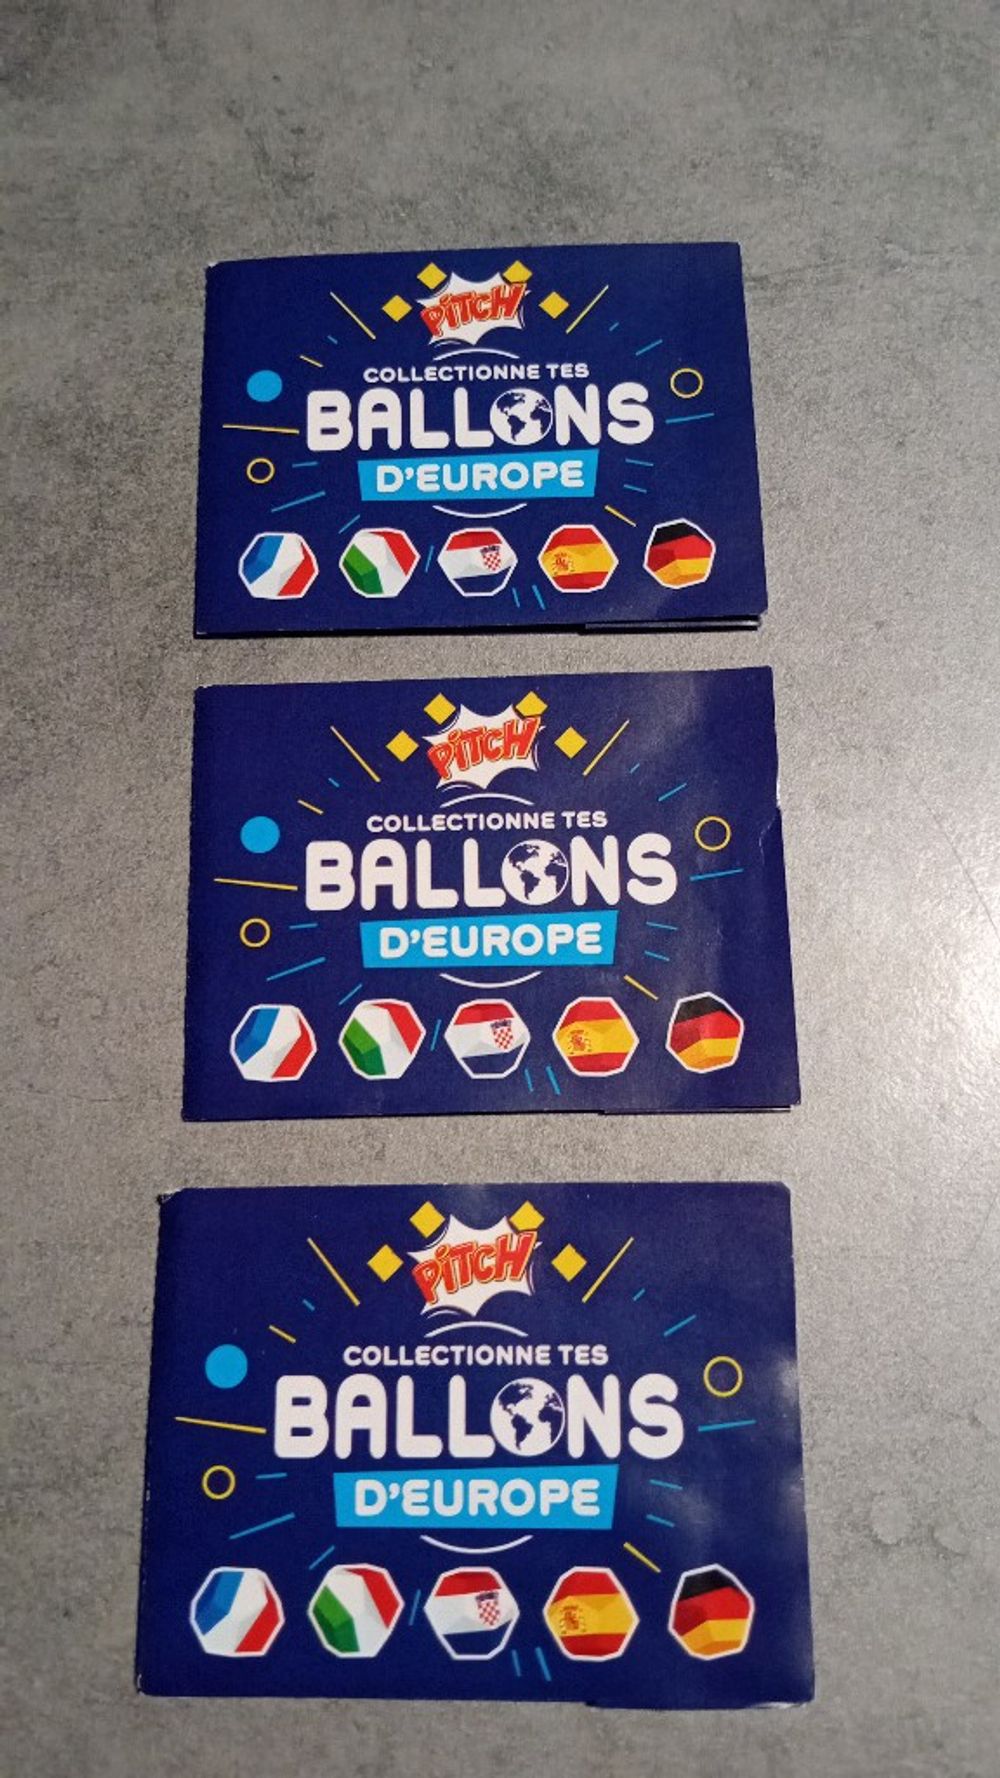 PITCH
COLLECTIONNE TES
BALLONS
D'EUROPE
PITCH
COLLECTIONNE TES
BALLONS
D'EUROPE
PITCH
COLLECTIONNE TES
BALLONS
D'EUROPE